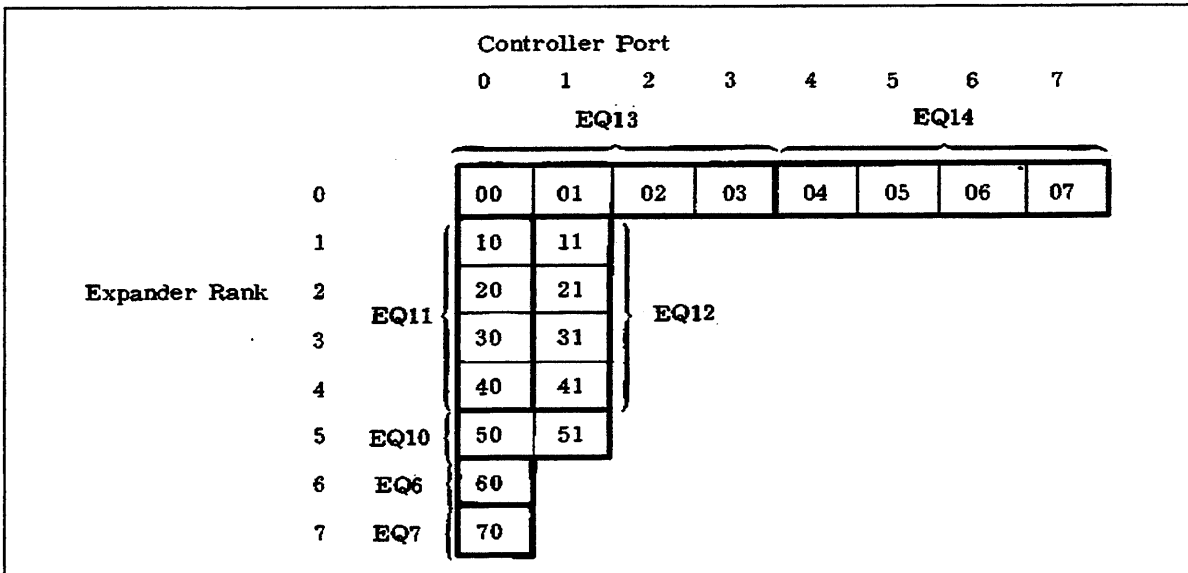 Controller Port
0 1 2 3 4 5 6 7
EQ13 EQ14
0 00 01 02 03 04 05 06 07
1 10 11
Expander Rank 2 20 21
EQ11 EQ12
3 30 31
4 40 41
5 EQ10 50 51
6 EQ6 60
7 EQ7 70